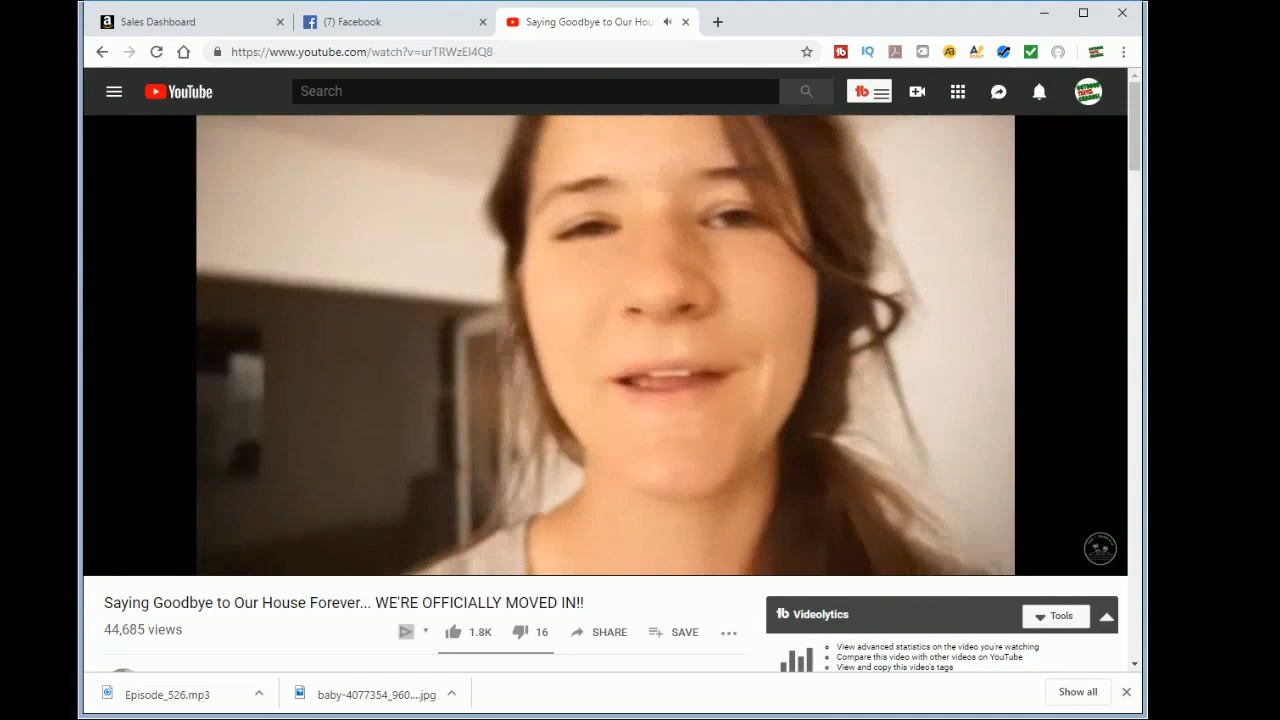 Sales Dashboard
(7) Facebook
Saying Goodbye to Our Hou
https://www.youtube.com/watch?v=urTRWzEI4Q8
YouTube
Search
Saying Goodbye to Our House Forever... WE'RE OFFICIALLY MOVED IN!!
44,685 views
1.8K
16
SHARE
SAVE
Videolytics
Tools
View advanced statistics on the video you're watching
Compare this video with other videos on YouTube
View and copy this video's tags
Episode_526.mp3
baby-4077354_960....jpg
Show all